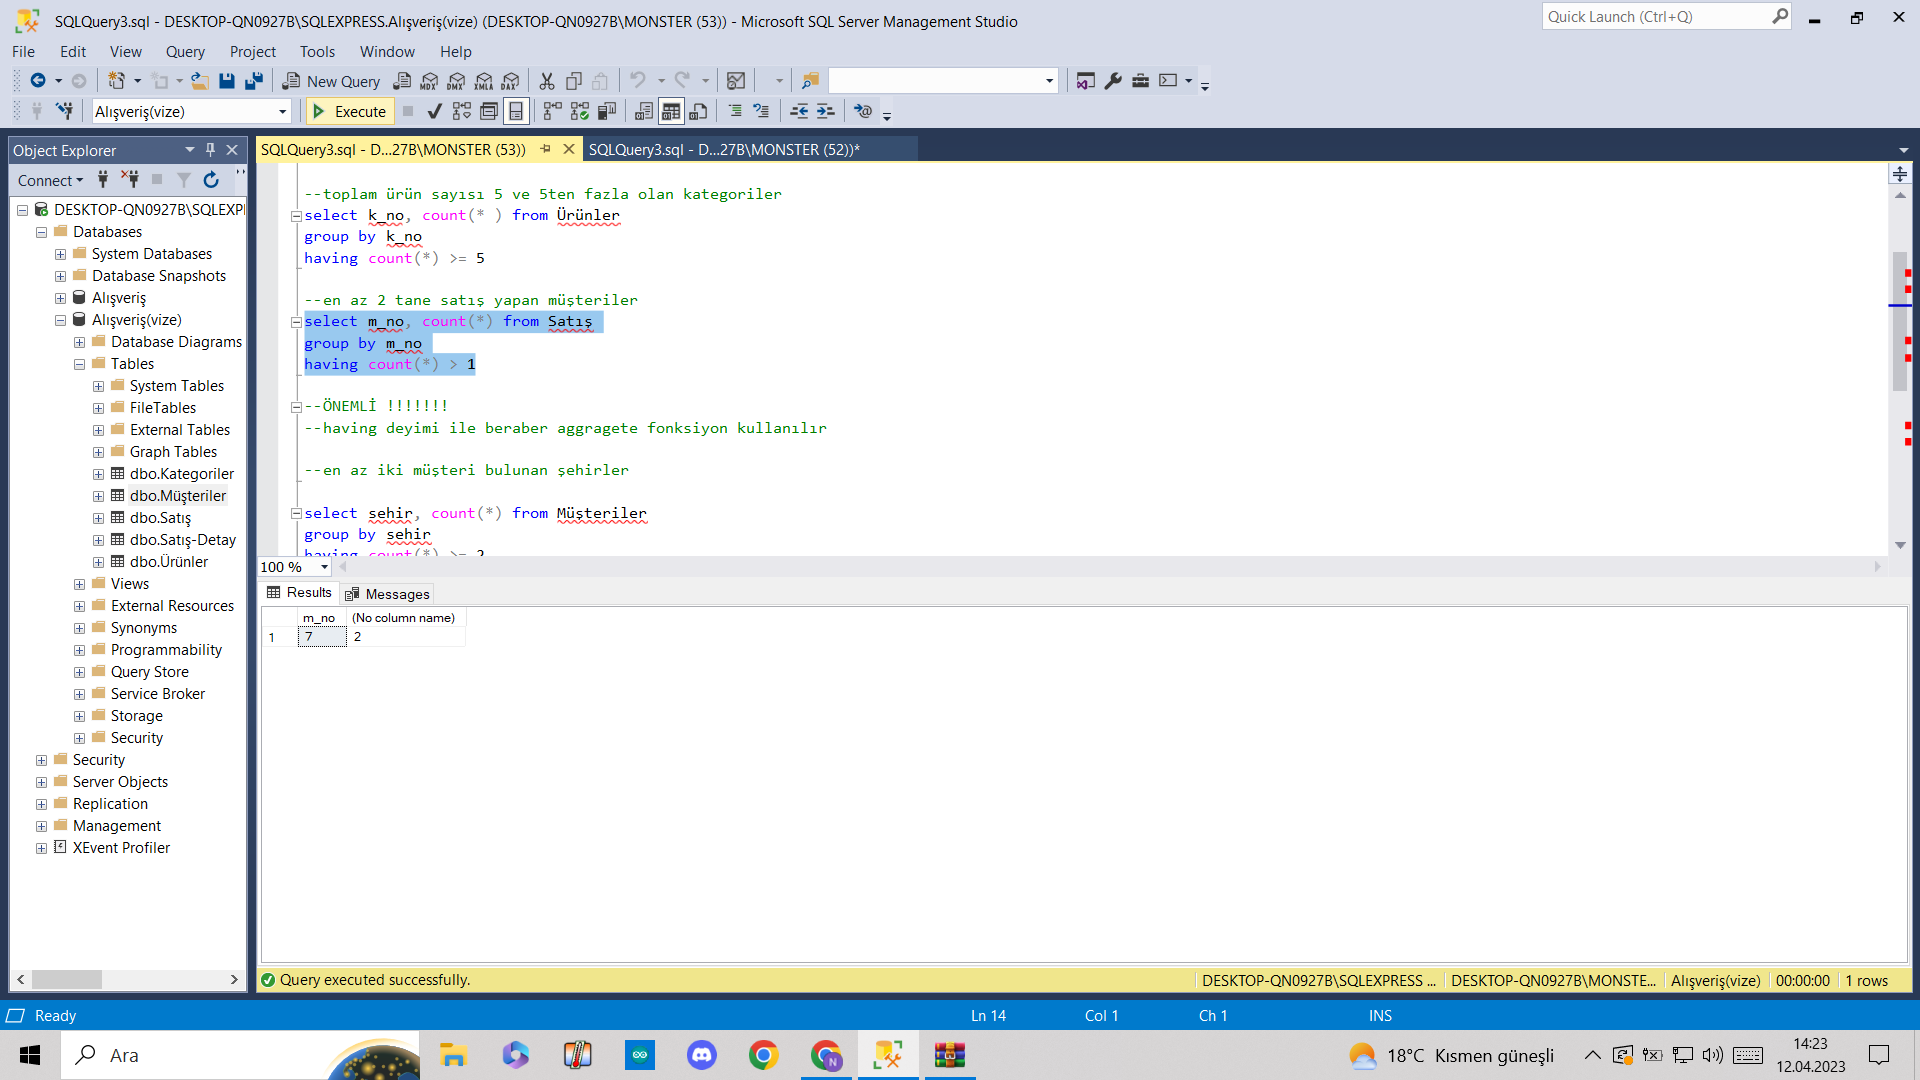 SQLQuery3.sql - DESKTOP-QN0927B\SQLEXPRESS.Alışveriş(vize) (DESKTOP-QN0927B\MONSTER (53)) - Microsoft SQL Server Management Studio
Quick Launch (Ctrl+Q)
File Edit View Query Project Tools Window Help
New Query MDX DMX XMLA DAX
Alışveriş(vize) Execute
Object Explorer
Connect
DESKTOP-QN0927B\SQLEXPI
Databases
System Databases
Database Snapshots
Alışveriş
Alışveriş(vize)
Database Diagrams
Tables
System Tables
FileTables
External Tables
Graph Tables
dbo.Kategoriler
dbo.Müşteriler
dbo.Satış
dbo.Satış-Detay
dbo.Ürünler
Views
External Resources
Synonyms
Programmability
Query Store
Service Broker
Storage
Security
Security
Server Objects
Replication
Management
XEvent Profiler
SQLQuery3.sql - D...27B\MONSTER (53)) SQLQuery3.sql - D...27B\MONSTER (52))*
--toplam ürün sayısı 5 ve 5ten fazla olan kategoriler
select k_no, count(* ) from Ürünler
group by k_no
having count(*) >= 5
--en az 2 tane satış yapan müşteriler
select m_no, count(*) from Satış
group by m_no
having count(*) > 1
--ÖNEMLİ !!!!!!!
--having deyimi ile beraber aggragete fonksiyon kullanılır
--en az iki müşteri bulunan şehirler
select sehir, count(*) from Müşteriler
group by sehir
having count(*) >= 2
100 %
Results Messages
m_no (No column name)
1 7 2
Query executed successfully. DESKTOP-QN0927B\SQLEXPRESS ... DESKTOP-QN0927B\MONSTE... Alışveriş(vize) 00:00:00 1 rows
Ready Ln 14 Col 1 Ch 1 INS
Ara
N
18°C Kısmen güneşli
14:23
12.04.2023